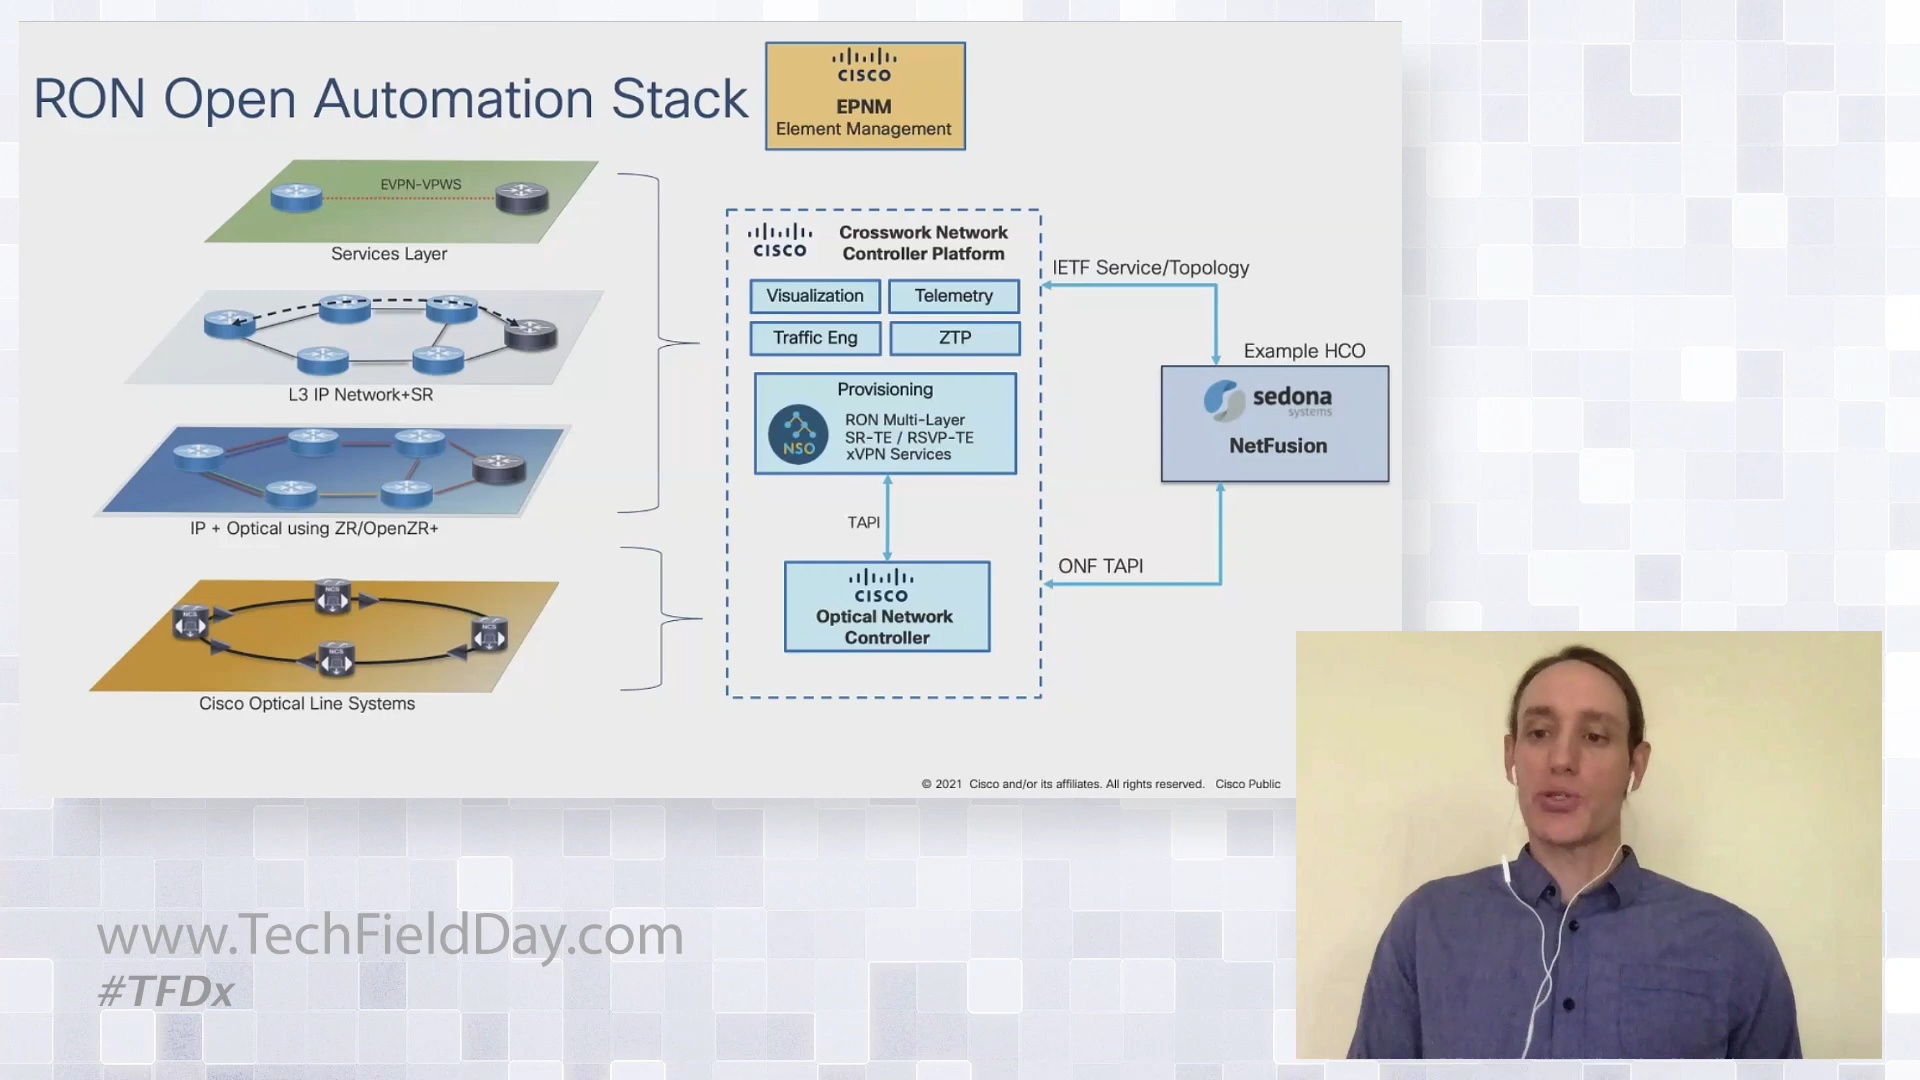 RON Open Automation Stack
CISCO
EPNM
Element Management
EVPN-VPWS
Services Layer
L3 IP Network+SR
IP + Optical using ZR/OpenZR+
NCS
NCS
NCS
NCS
Cisco Optical Line Systems
CISCO
Crosswork Network
Controller Platform
Visualization
Telemetry
Traffic Eng
ZTP
Provisioning
NSO
RON Multi-Layer
SR-TE / RSVP-TE
xVPN Services
TAPI
CISCO
Optical Network
Controller
IETF Service/Topology
Example HCO
sedona
systems
NetFusion
ONF TAPI
© 2021 Cisco and/or its affiliates. All rights reserved. Cisco Public
www.TechFieldDay.com
#TFDx